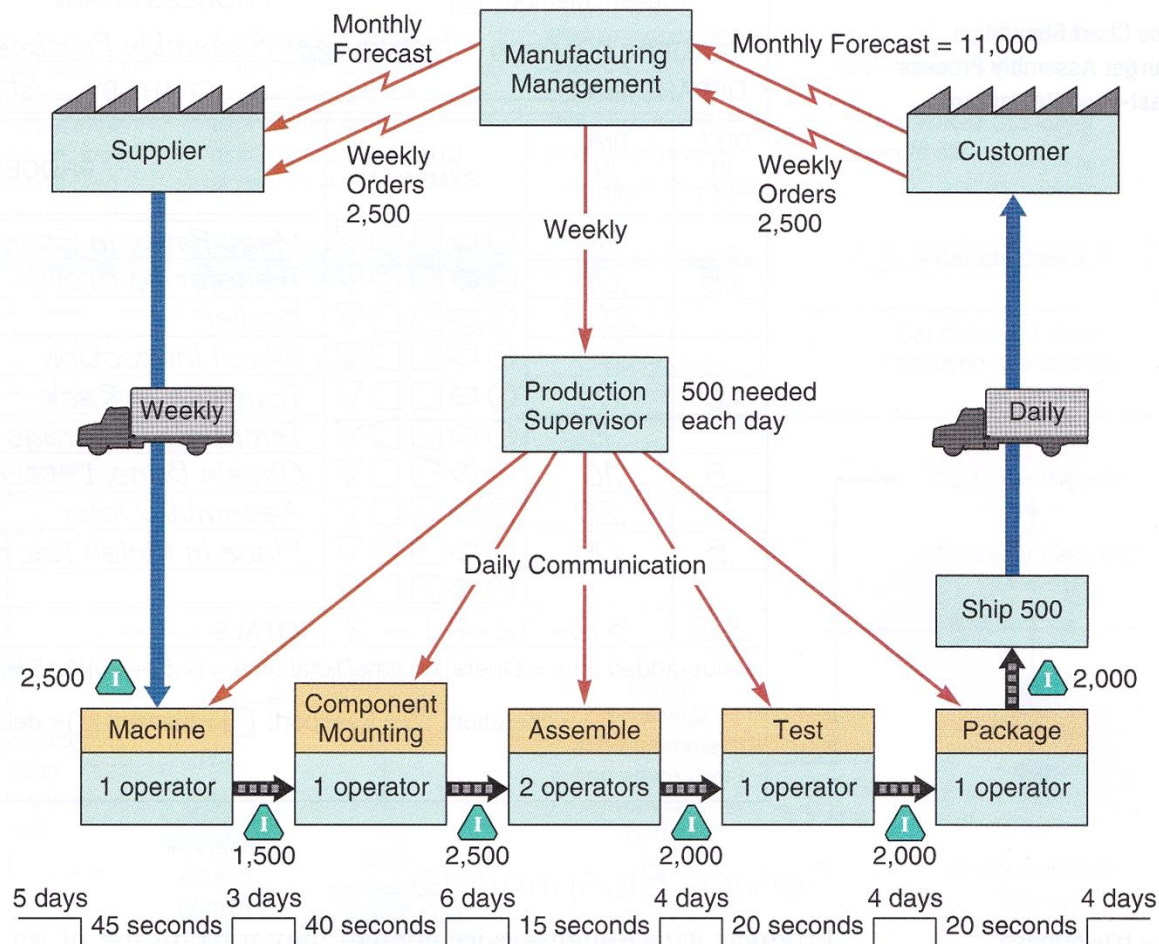 Monthly
Forecast
Manufacturing
Management
Monthly Forecast = 11,000
Supplier
Customer
Weekly
Orders
2,500
Weekly
Orders
2,500
Weekly
Weekly
Production
Supervisor
500 needed
each day
Daily
Daily Communication
Ship 500
2,500
I
I
2,000
Machine
Component
Mounting
Assemble
Test
Package
1 operator
1 operator
2 operators
1 operator
1 operator
I
I
I
I
1,500
2,500
2,000
2,000
5 days
3 days
6 days
4 days
4 days
4 days
45 seconds
40 seconds
15 seconds
20 seconds
20 seconds